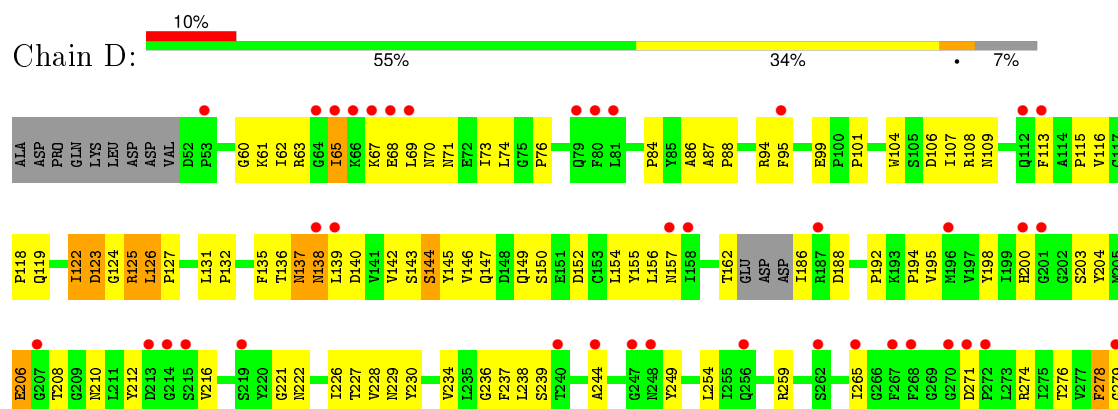 10%
Chain D:
55% 34% • 7%
ALA ASP PRO GLN LYS LEU ASP ASP VAL D52 P53 G60 K61 I62 R63 G64 I65 K66 K67 E68 L69 N70 N71 E72 I73 L74 G75 P76 Q79 F80 L81 P84 Y85 A86 A87 P88 R94 F95 E99 P100 P101 W104 S105 D106 I107 R108 N109 Q112 F113 A114 P115 V116
P118 Q119 I122 D123 G124 R125 L126 P127 L131 P132 F135 T136 N137 N138 L139 D140 V141 V142 S143 S144 Y145 V146 Q147 D148 Q149 S150 E151 D152 C153 L154 Y155 L156 N157 I158 T162 GLU ASP ASP I186 R187 D188 P192 K193 P194 V195 M196 V197 Y198 I199 H200 G201 G202 S203 Y204 M205
E206 G207 T208 G209 N210 L211 Y212 D213 G214 S215 V216 S219 Y220 G221 N222 I226 T227 V228 N229 Y230 V234 L235 G236 F237 L238 S239 T240 A244 G247 N248 Y249 L254 I255 Q256 R259 S262 I265 G266 F267 F268 G269 G270 D271 P272 L273 R274 I275 T276 V277 F278